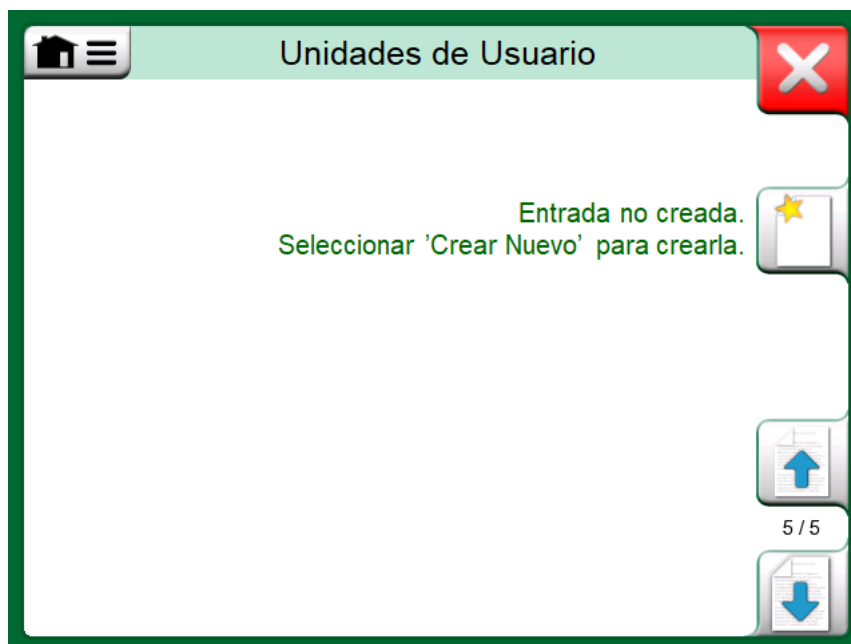 Unidades de Usuario
Entrada no creada.
Seleccionar 'Crear Nuevo' para crearla.
5 / 5